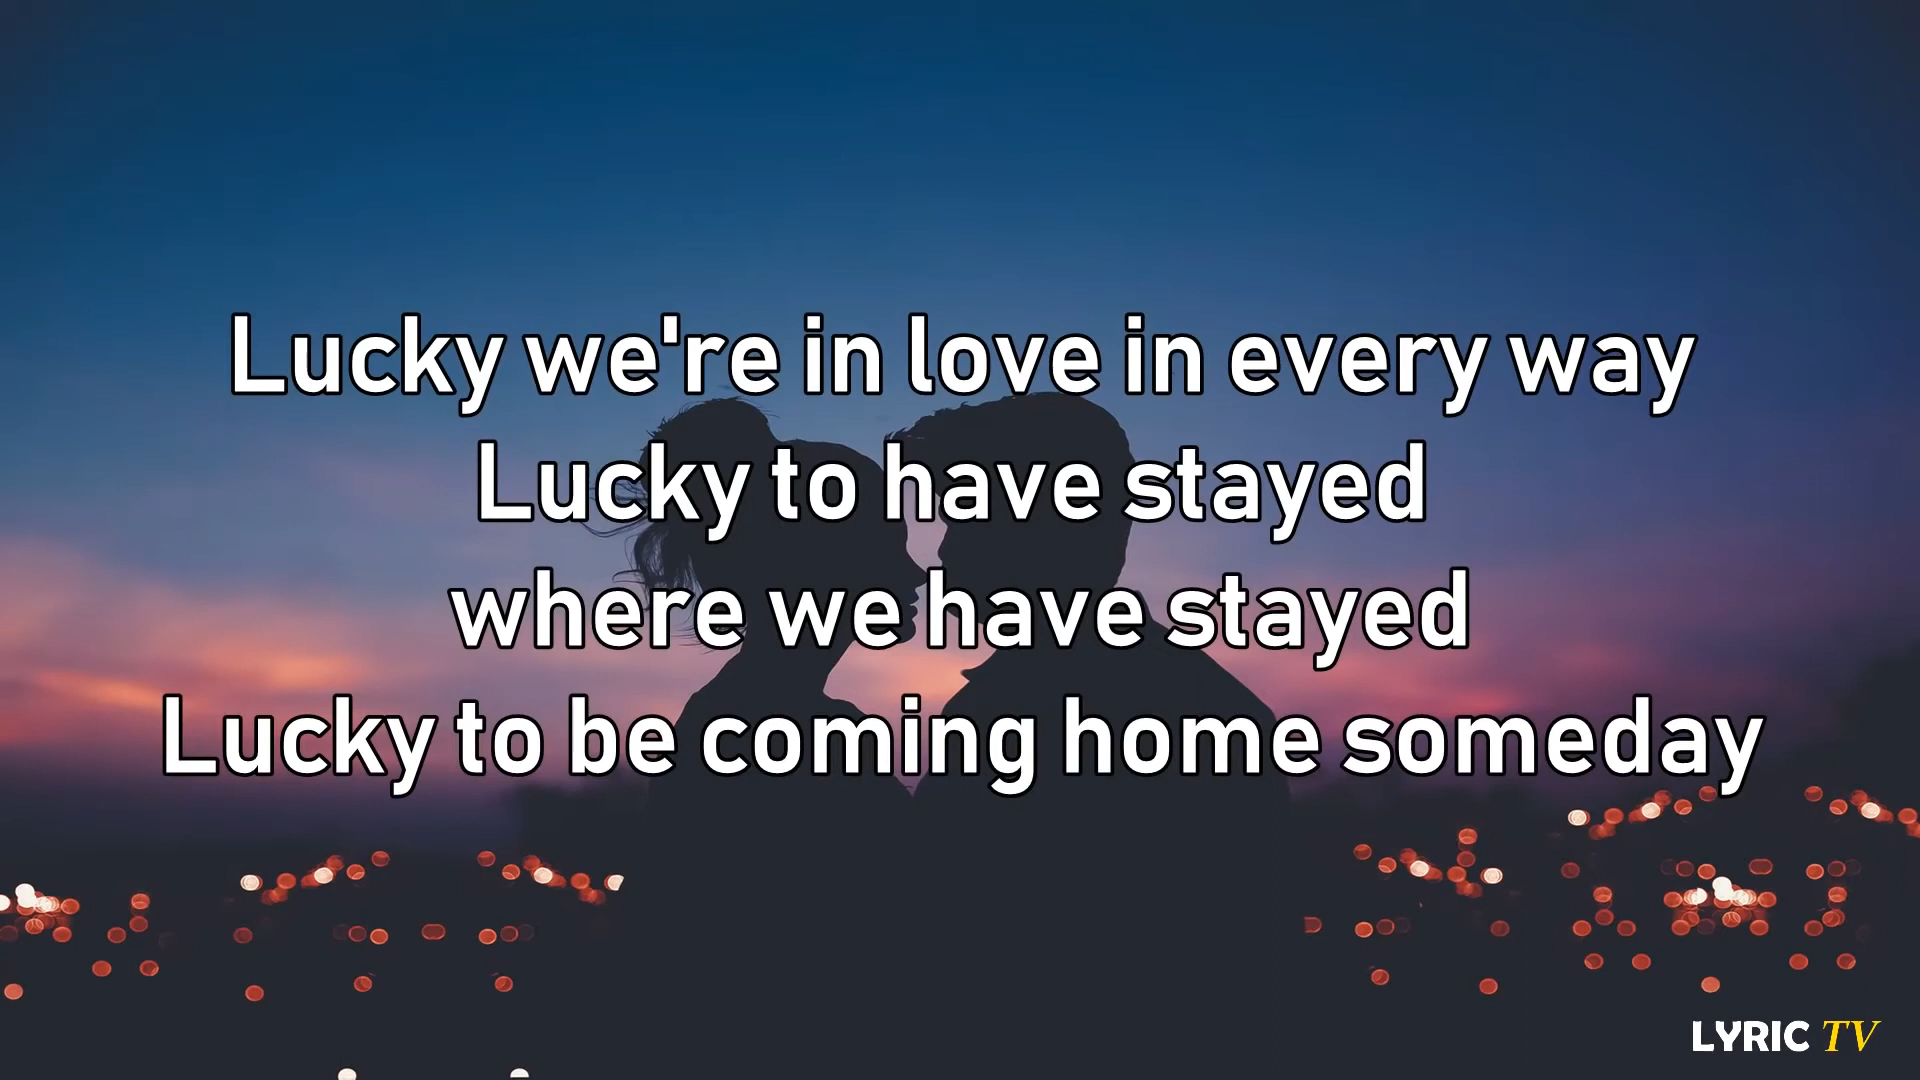 Lucky we're in love in every way
Lucky to have stayed
where we have stayed
Lucky to be coming home someday
LYRIC TV